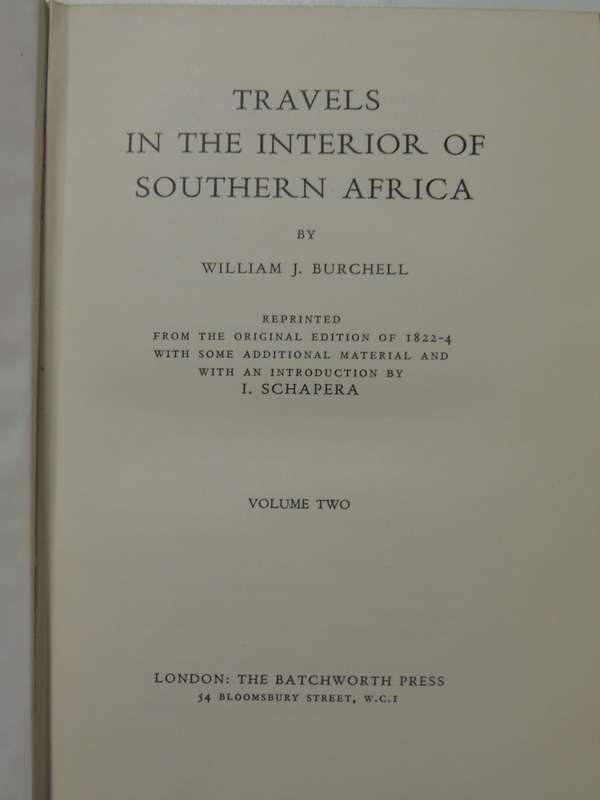 TRAVELS
IN THE INTERIOR OF
SOUTHERN AFRICA
BY
WILLIAM J. BURCHELL
REPRINTED
FROM THE ORIGINAL EDITION OF 1822-4
WITH SOME ADDITIONAL MATERIAL AND
WITH AN INTRODUCTION BY
I. SCHAPERA
VOLUME TWO
LONDON: THE BATCHWORTH PRESS
54 BLOOMSBURY STREET, W.C.1